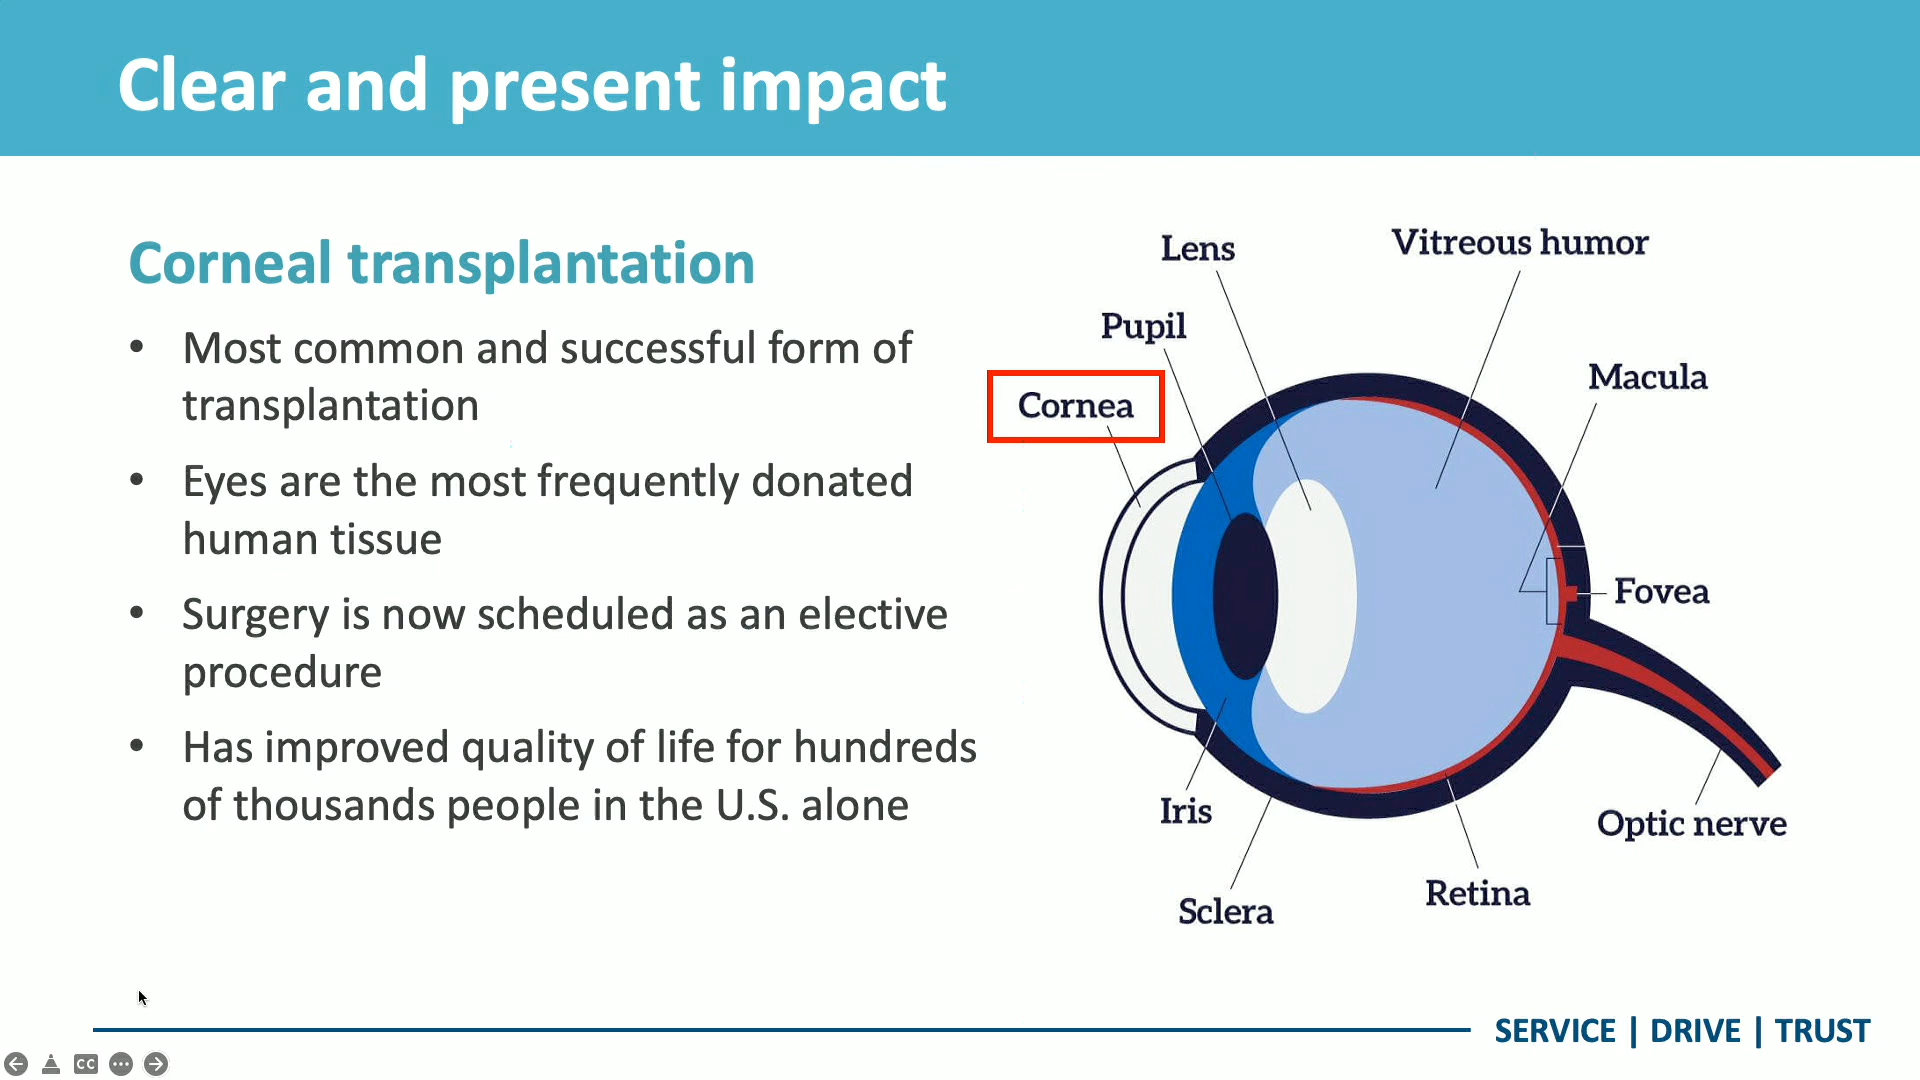 Clear and present impact
Corneal transplantation
• Most common and successful form of
transplantation
• Eyes are the most frequently donated
human tissue
• Surgery is now scheduled as an elective
procedure
• Has improved quality of life for hundreds
of thousands people in the U.S. alone
Lens
Vitreous humor
Pupil
Macula
Cornea
Fovea
Iris
Optic nerve
Retina
Sclera
SERVICE | DRIVE | TRUST
CC